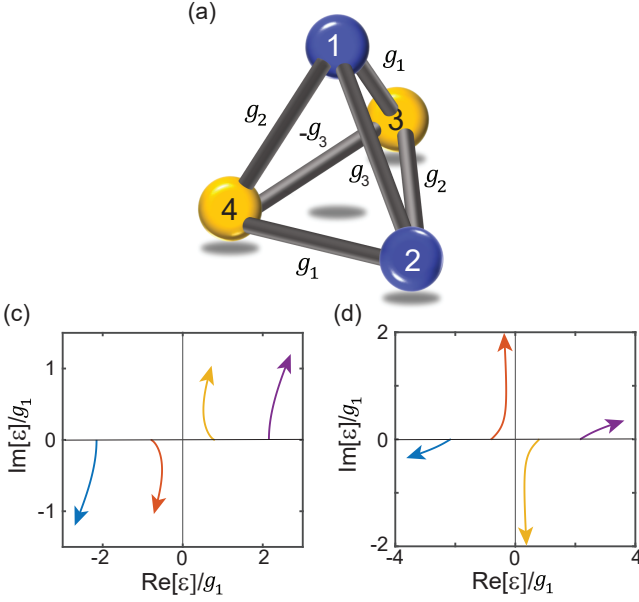 (a)
1
g₁
g₂
-g₃
3
g₃
g₂
4
g₁
2
(c)
(d)
Im[ε]/g₁
1
0
-1
-2
0
2
Re[ε]/g₁
Im[ε]/g₁
2
0
-2
-4
0
4
Re[ε]/g₁